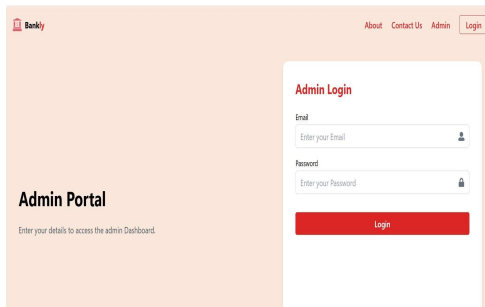 Bankly
About Contact Us Admin Login
Admin Login
Email
Enter your Email
Password
Enter your Password
Login
Admin Portal
Enter your details to access the admin Dashboard.